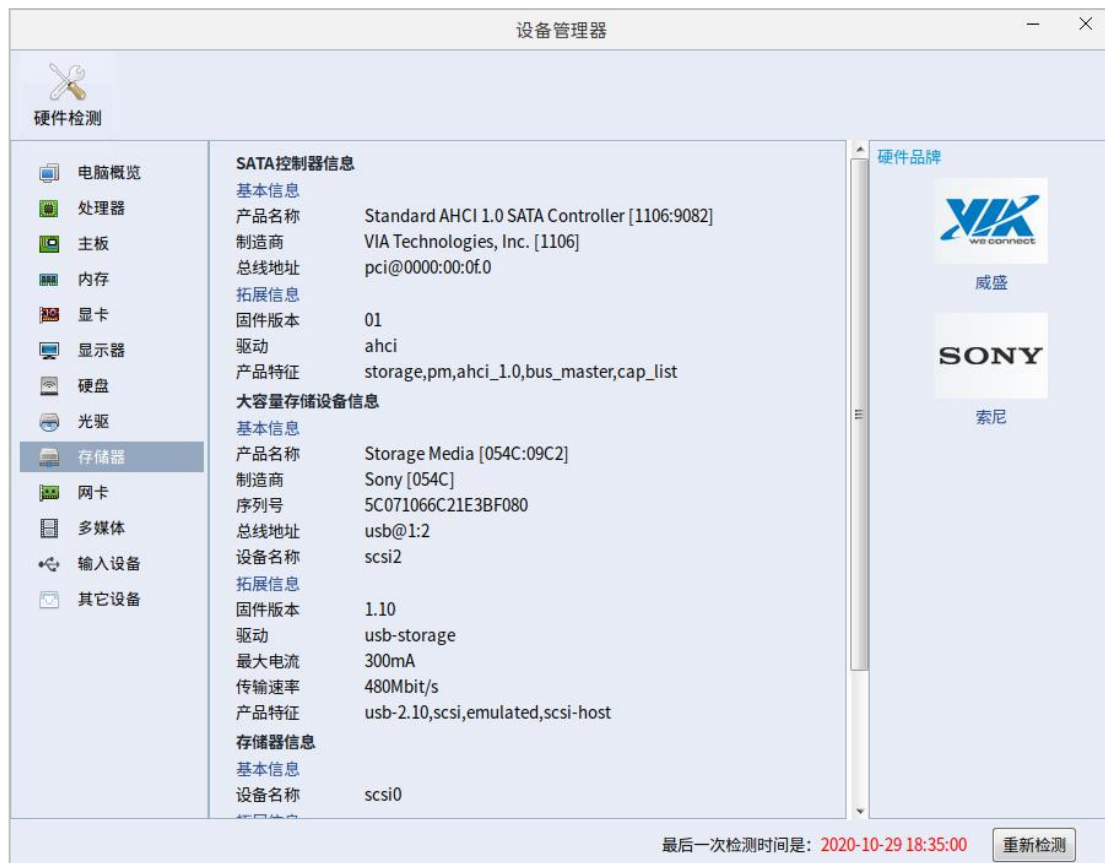 设备管理器
硬件检测
电脑概览
处理器
主板
内存
显卡
显示器
硬盘
光驱
存储器
网卡
多媒体
输入设备
其它设备
SATA控制器信息
基本信息
产品名称 Standard AHCI 1.0 SATA Controller [1106:9082]
制造商 VIA Technologies, Inc. [1106]
总线地址 pci@0000:00:0f.0
拓展信息
固件版本 01
驱动 ahci
产品特征 storage,pm,ahci_1.0,bus_master,cap_list
大容量存储设备信息
基本信息
产品名称 Storage Media [054C:09C2]
制造商 Sony [054C]
序列号 5C071066C21E3BF080
总线地址 usb@1:2
设备名称 scsi2
拓展信息
固件版本 1.10
驱动 usb-storage
最大电流 300mA
传输速率 480Mbit/s
产品特征 usb-2.10,scsi,emulated,scsi-host
存储器信息
基本信息
设备名称 scsi0
硬件品牌
VIA
we connect
威盛
SONY
索尼
最后一次检测时间是：2020-10-29 18:35:00
重新检测